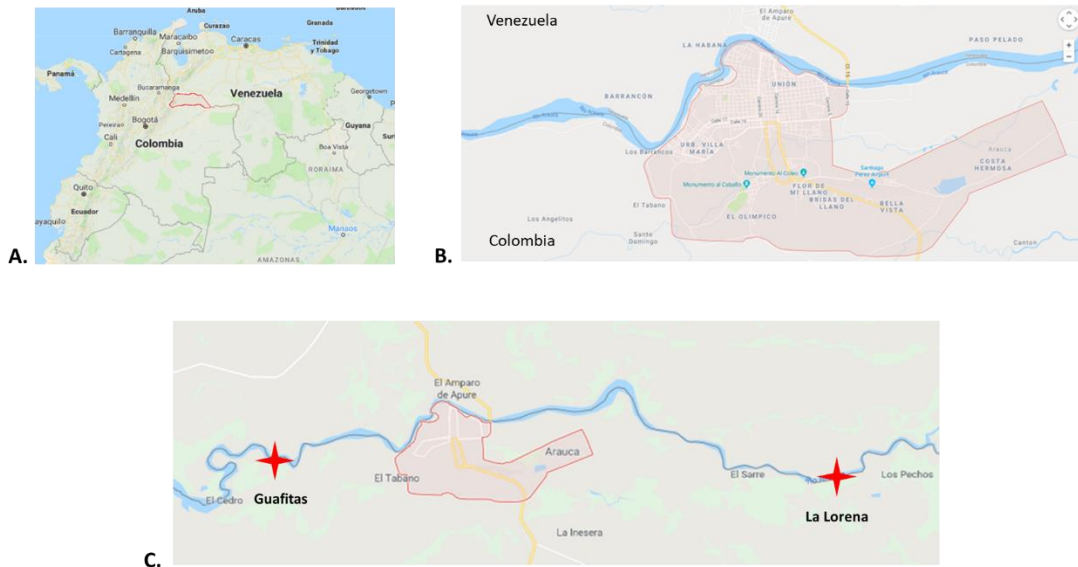 Aruba
Curazao
Granada
Barranquilla
Maracaibo
Caracas
Cartagena
Barquisimeto
Trinidad
y Tobago
Panamá
Bucaramanga
Venezuela
Medellín
Georgetown
Pereira
Bogotá
Guyana
Cali
Colombia
Boa Vista
RORAIMA
Quito
Ecuador
Manaos
AMAZONAS
A.
Venezuela
El Amparo
de Apure
LA HABANA
PASO PELADO
BARRANCÓN
UNIÓN
Los Barrancos
URB. VILLA
MARÍA
Arauca
COSTA
HERMOSA
Monumento Al Coleo
Santiago
Perez Airport
Monumento al Caballo
FLOR DE
MI LLANO
BRISAS DEL
LLANO
BELLA
VISTA
El Tabano
EL OLIMPICO
Los Angelitos
Santo
Domingo
Colombia
Canton
B.
El Amparo
de Apure
Arauca
El Tabano
El Cedro
Guafitas
El Sarre
Los Pechos
La Lorena
La Inesera
C.